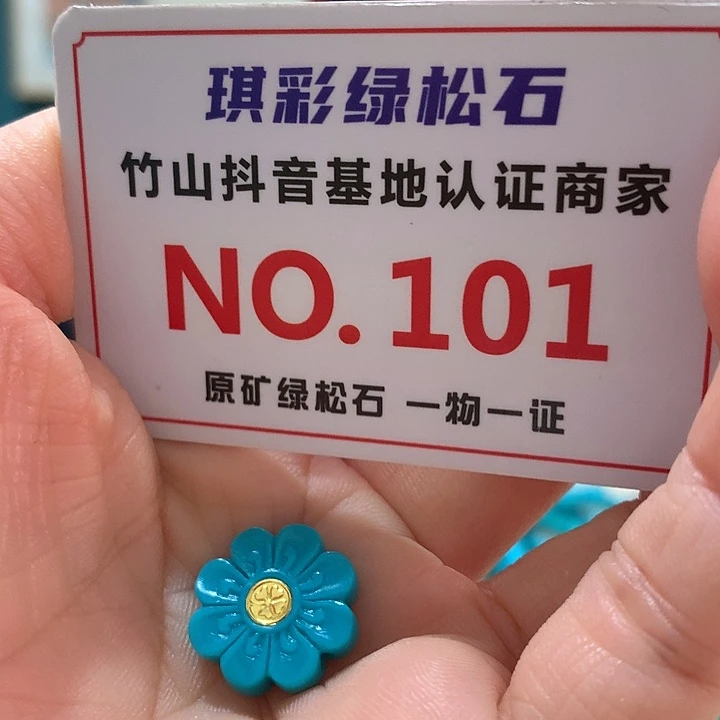 琪彩绿松石
竹山抖音基地认证商家
NO.101
原矿绿松石 一物一证